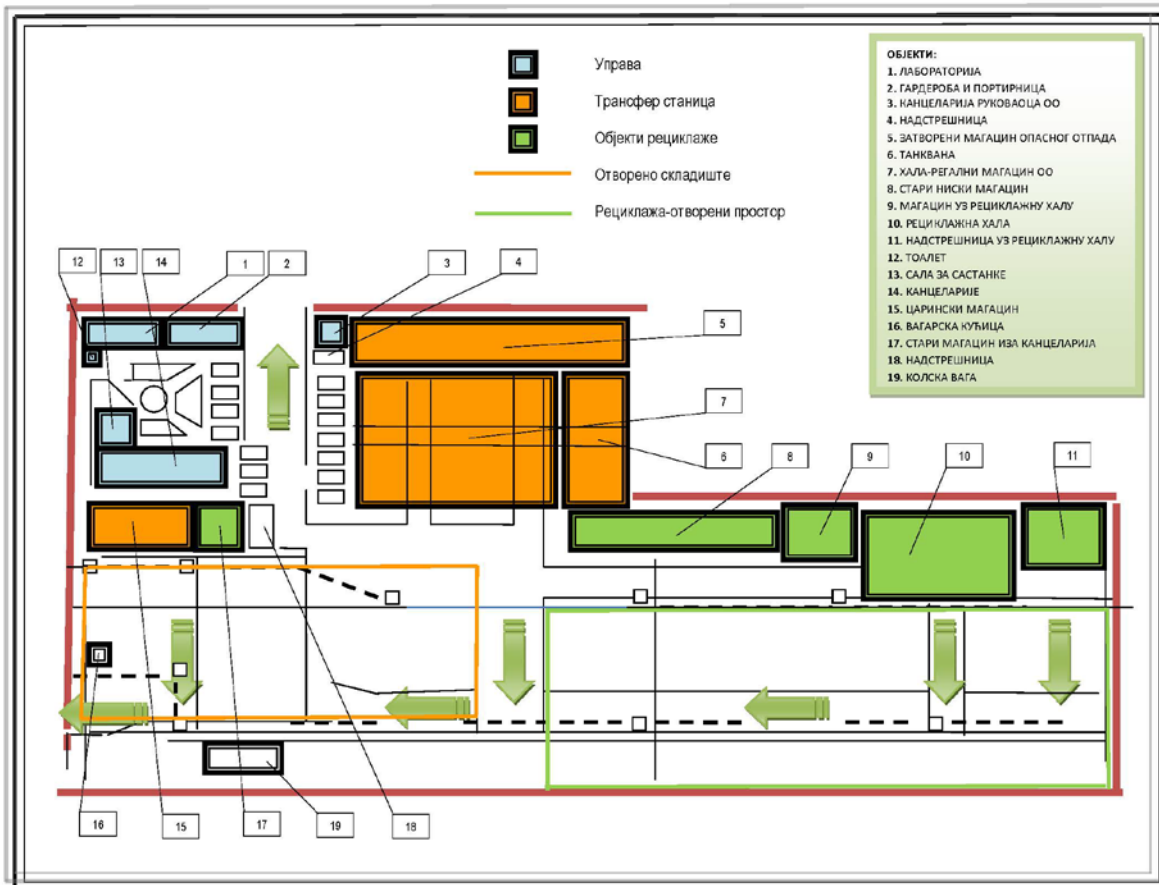 Управа
Трансфер станица
Објекти рециклаже
Отворено складиште
Рециклажа-отворени простор
ОБЈЕКТИ:
1. ЛАБОРАТОРИЈА
2. ГАРДЕРОБА И ПОРТИРНИЦА
3. КАНЦЕЛАРИЈА РУКОВАОЦА ОО
4. НАДСТРЕШНИЦА
5. ЗАТВОРЕНИ МАГАЦИН ОПАСНОГ ОТПАДА
6. ТАНКВАНА
7. ХАЛА-РЕГАЛНИ МАГАЦИН ОО
8. СТАРИ НИСКИ МАГАЦИН
9. МАГАЦИН УЗ РЕЦИКЛАЖНУ ХАЛУ
10. РЕЦИКЛАЖНА ХАЛА
11. НАДСТРЕШНИЦА УЗ РЕЦИКЛАЖНУ ХАЛУ
12. ТОАЛЕТ
13. САЛА ЗА САСТАНКЕ
14. КАНЦЕЛАРИЈЕ
15. ЦАРИНСКИ МАГАЦИН
16. ВАГАРСКА КУЋИЦА
17. СТАРИ МАГАЦИН ИЗА КАНЦЕЛАРИЈА
18. НАДСТРЕШНИЦА
19. КОЛСКА ВАГА
12 13 14 1 2 3 4
5
7
6 8 9 10 11
16 15 17 19 18